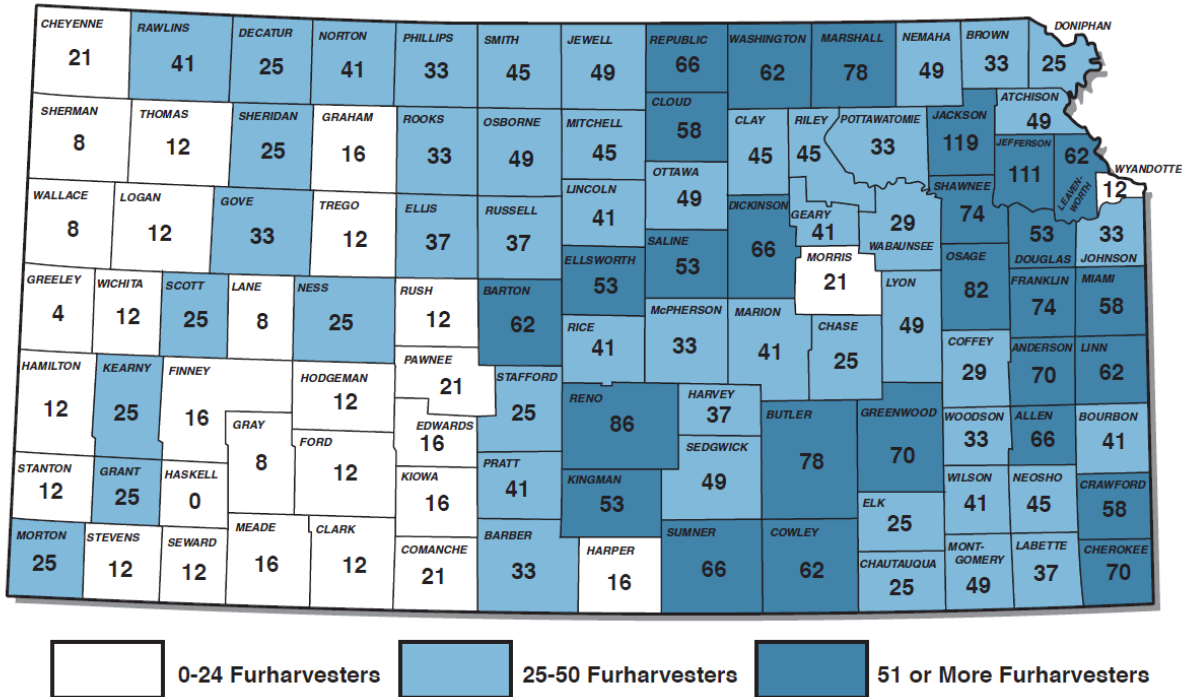 CHEYENNE
21
RAWLINS
41
DECATUR
25
NORTON
41
PHILLIPS
33
SMITH
45
JEWELL
49
REPUBLIC
66
WASHINGTON
62
MARSHALL
78
NEMAHA
49
BROWN
33
DONIPHAN
25
SHERMAN
8
THOMAS
12
SHERIDAN
25
GRAHAM
16
ROOKS
33
OSBORNE
49
MITCHELL
45
CLOUD
58
CLAY
45
RILEY
45
POTTAWATOMIE
33
JACKSON
119
ATCHISON
49
JEFFERSON
111
62
LEAVEN-
WORTH
WYANDOTTE
12
WALLACE
8
LOGAN
12
GOVE
33
TREGO
12
ELLIS
37
RUSSELL
37
LINCOLN
41
OTTAWA
49
DICKINSON
66
GEARY
41
29
WABAUNSEE
SHAWNEE
74
53
DOUGLAS
33
JOHNSON
ELLSWORTH
53
SALINE
53
MORRIS
21
OSAGE
82
GREELEY
4
WICHITA
12
SCOTT
25
LANE
8
NESS
25
RUSH
12
BARTON
62
RICE
41
McPHERSON
33
MARION
41
CHASE
25
LYON
49
FRANKLIN
74
MIAMI
58
HAMILTON
12
KEARNY
25
FINNEY
16
HODGEMAN
12
PAWNEE
21
STAFFORD
25
RENO
86
HARVEY
37
BUTLER
78
GREENWOOD
70
COFFEY
29
ANDERSON
70
LINN
62
GRAY
8
FORD
12
EDWARDS
16
SEDGWICK
49
WOODSON
33
ALLEN
66
BOURBON
41
STANTON
12
GRANT
25
HASKELL
0
KIOWA
16
PRATT
41
KINGMAN
53
ELK
25
WILSON
41
NEOSHO
45
CRAWFORD
58
MORTON
25
STEVENS
12
SEWARD
12
MEADE
16
CLARK
12
COMANCHE
21
BARBER
33
HARPER
16
SUMNER
66
COWLEY
62
CHAUTAUQUA
25
MONT-
GOMERY
49
LABETTE
37
CHEROKEE
70
0-24 Furharvesters
25-50 Furharvesters
51 or More Furharvesters